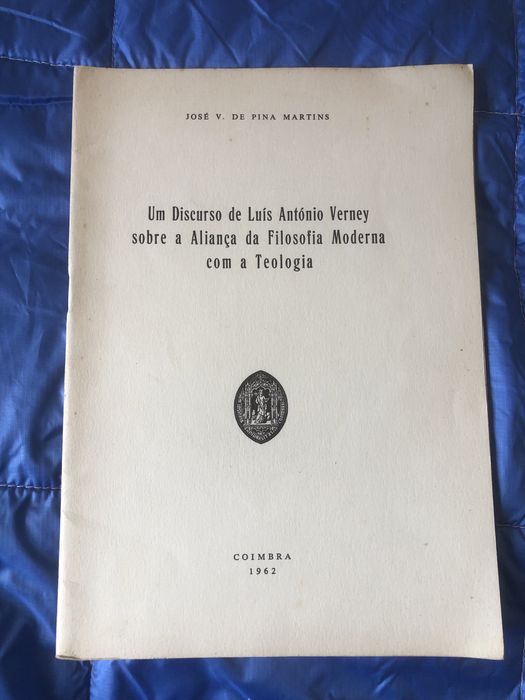 JOSÉ V. DE PINA MARTINS
Um Discurso de Luís António Verney
sobre a Aliança da Filosofia Moderna
com a Teologia
COIMBRA
1962